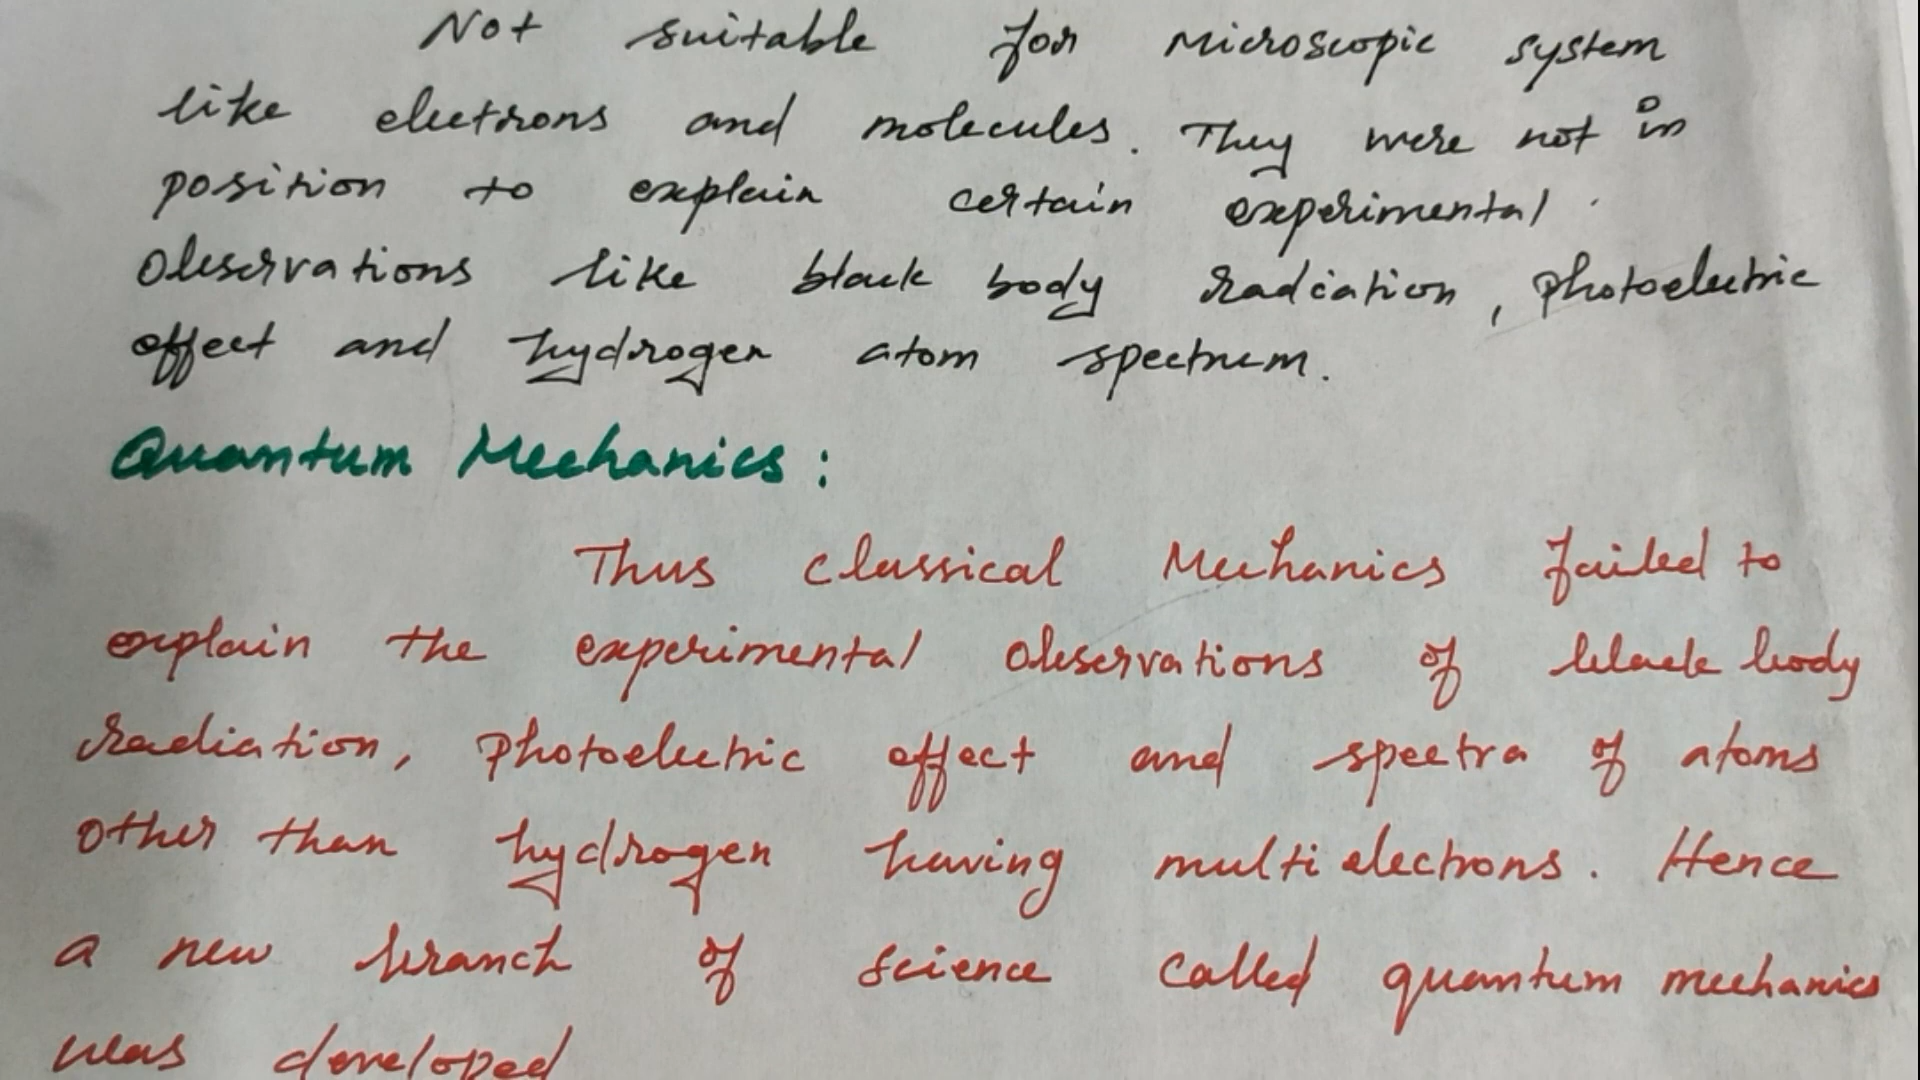 Not suitable for Microscopic system
like electrons and molecules. They were not in
position to explain certain experimental
Observations like black body radiation, photoelectric
effect and hydrogen atom spectrum.
Quantum Mechanics:
Thus classical Mechanics failed to
explain the experimental observations of black body
radiation, photoelectric effect and spectra of atoms
other than hydrogen having multi electrons. Hence
a new branch of science called quantum mechanics
was developed